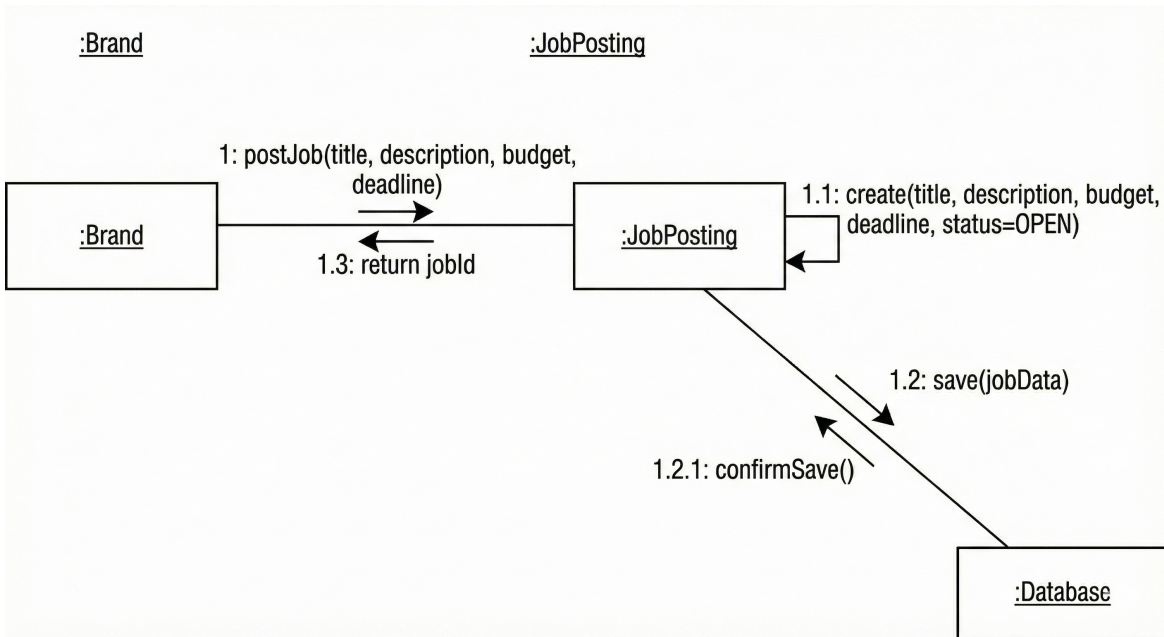 :Brand
:JobPosting
1: postJob(title, description, budget,
deadline)
:Brand
1.3: return jobId
:JobPosting
1.1: create(title, description, budget,
deadline, status=OPEN)
1.2: save(jobData)
1.2.1: confirmSave()
:Database